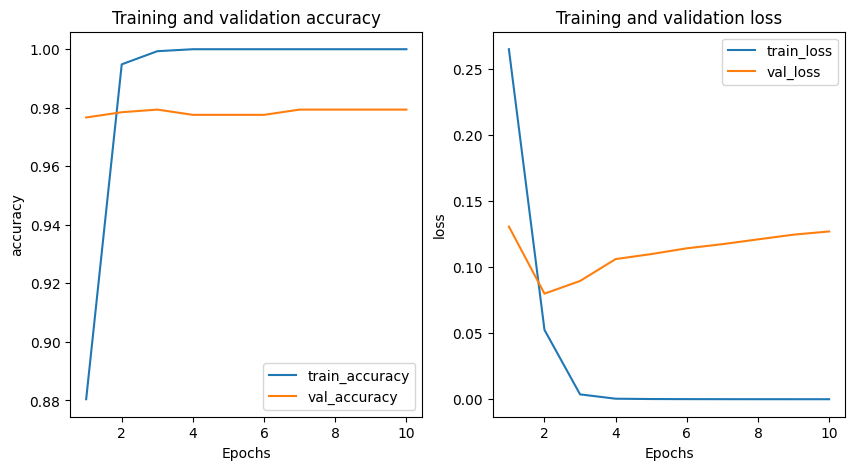 Training and validation accuracy
1.00
0.98
0.96
0.94
0.92
0.90
0.88
accuracy
2
4
6
8
10
Epochs
train_accuracy
val_accuracy
Training and validation loss
0.25
0.20
0.15
0.10
0.05
0.00
loss
2
4
6
8
10
Epochs
train_loss
val_loss